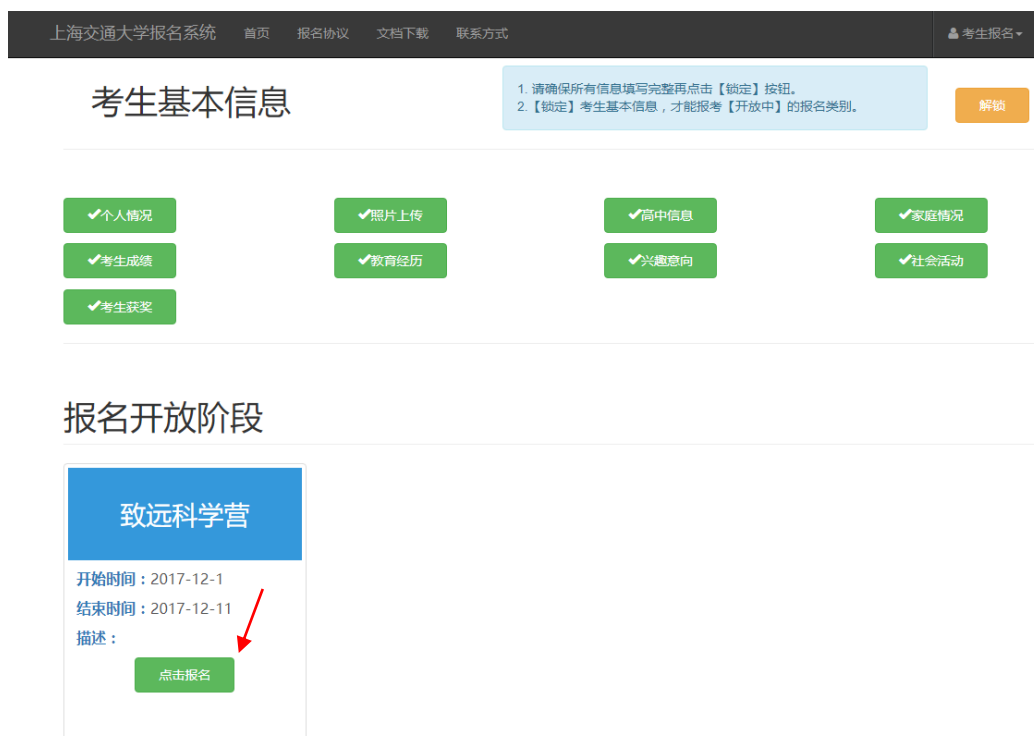 上海交通大学报名系统 首页 报名协议 文档下载 联系方式 考生报名
考生基本信息
1. 请确保所有信息填写完整再点击【锁定】按钮。
2.【锁定】考生基本信息，才能报考【开放中】的报名类别。
解锁
个人情况 照片上传 高中信息 家庭情况
考生成绩 教育经历 兴趣意向 社会活动
考生获奖
报名开放阶段
致远科学营
开始时间：2017-12-1
结束时间：2017-12-11
描述：
点击报名